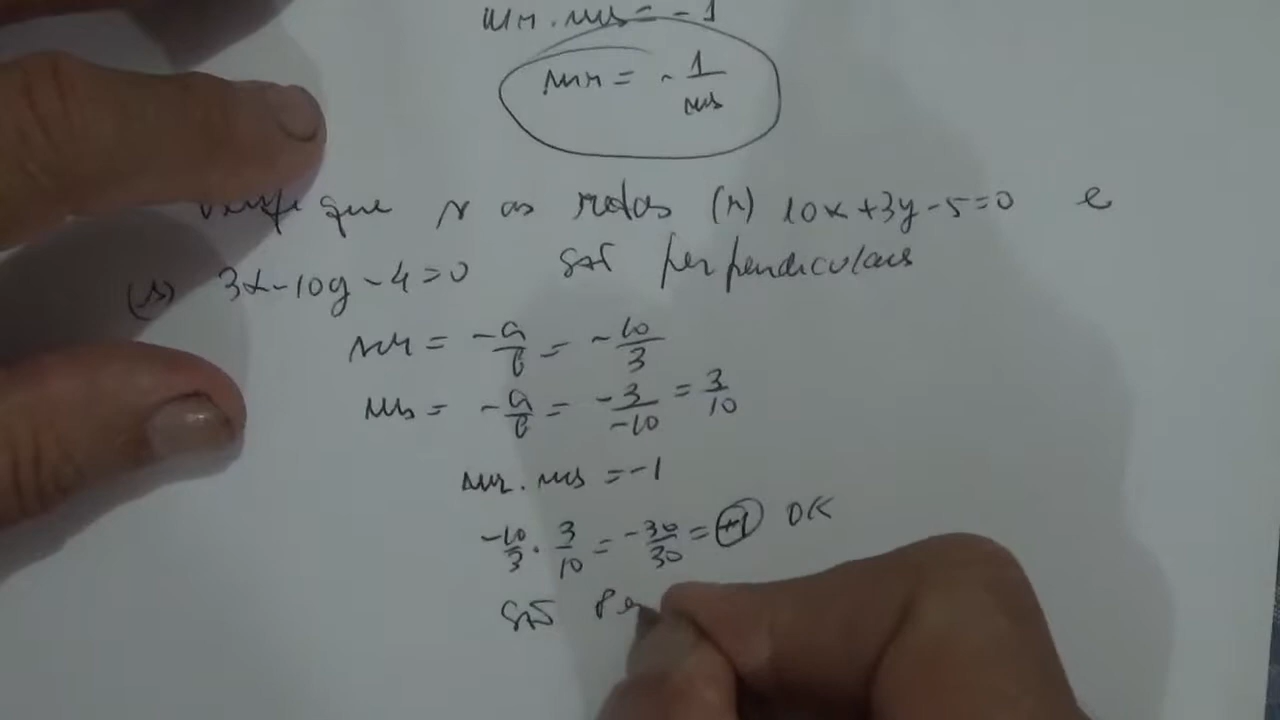 mr . ms = -1
mr = - 1/ms
que se as retas (r) 10x + 3y - 5 = 0 e
(s) 3x - 10y - 4 = 0 são perpendiculares
mr = -a/b = -10/3
ms = -a/b = -3/-10 = 3/10
mr . ms = -1
-10/3 . 3/10 = -30/30 = -1 OK
são Pe